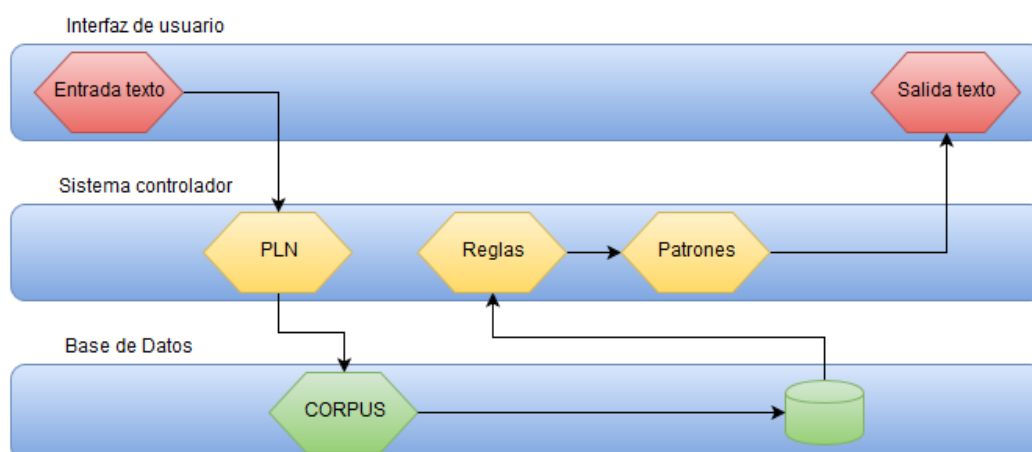 Interfaz de usuario
Entrada texto
Salida texto
Sistema controlador
PLN
Reglas
Patrones
Base de Datos
CORPUS